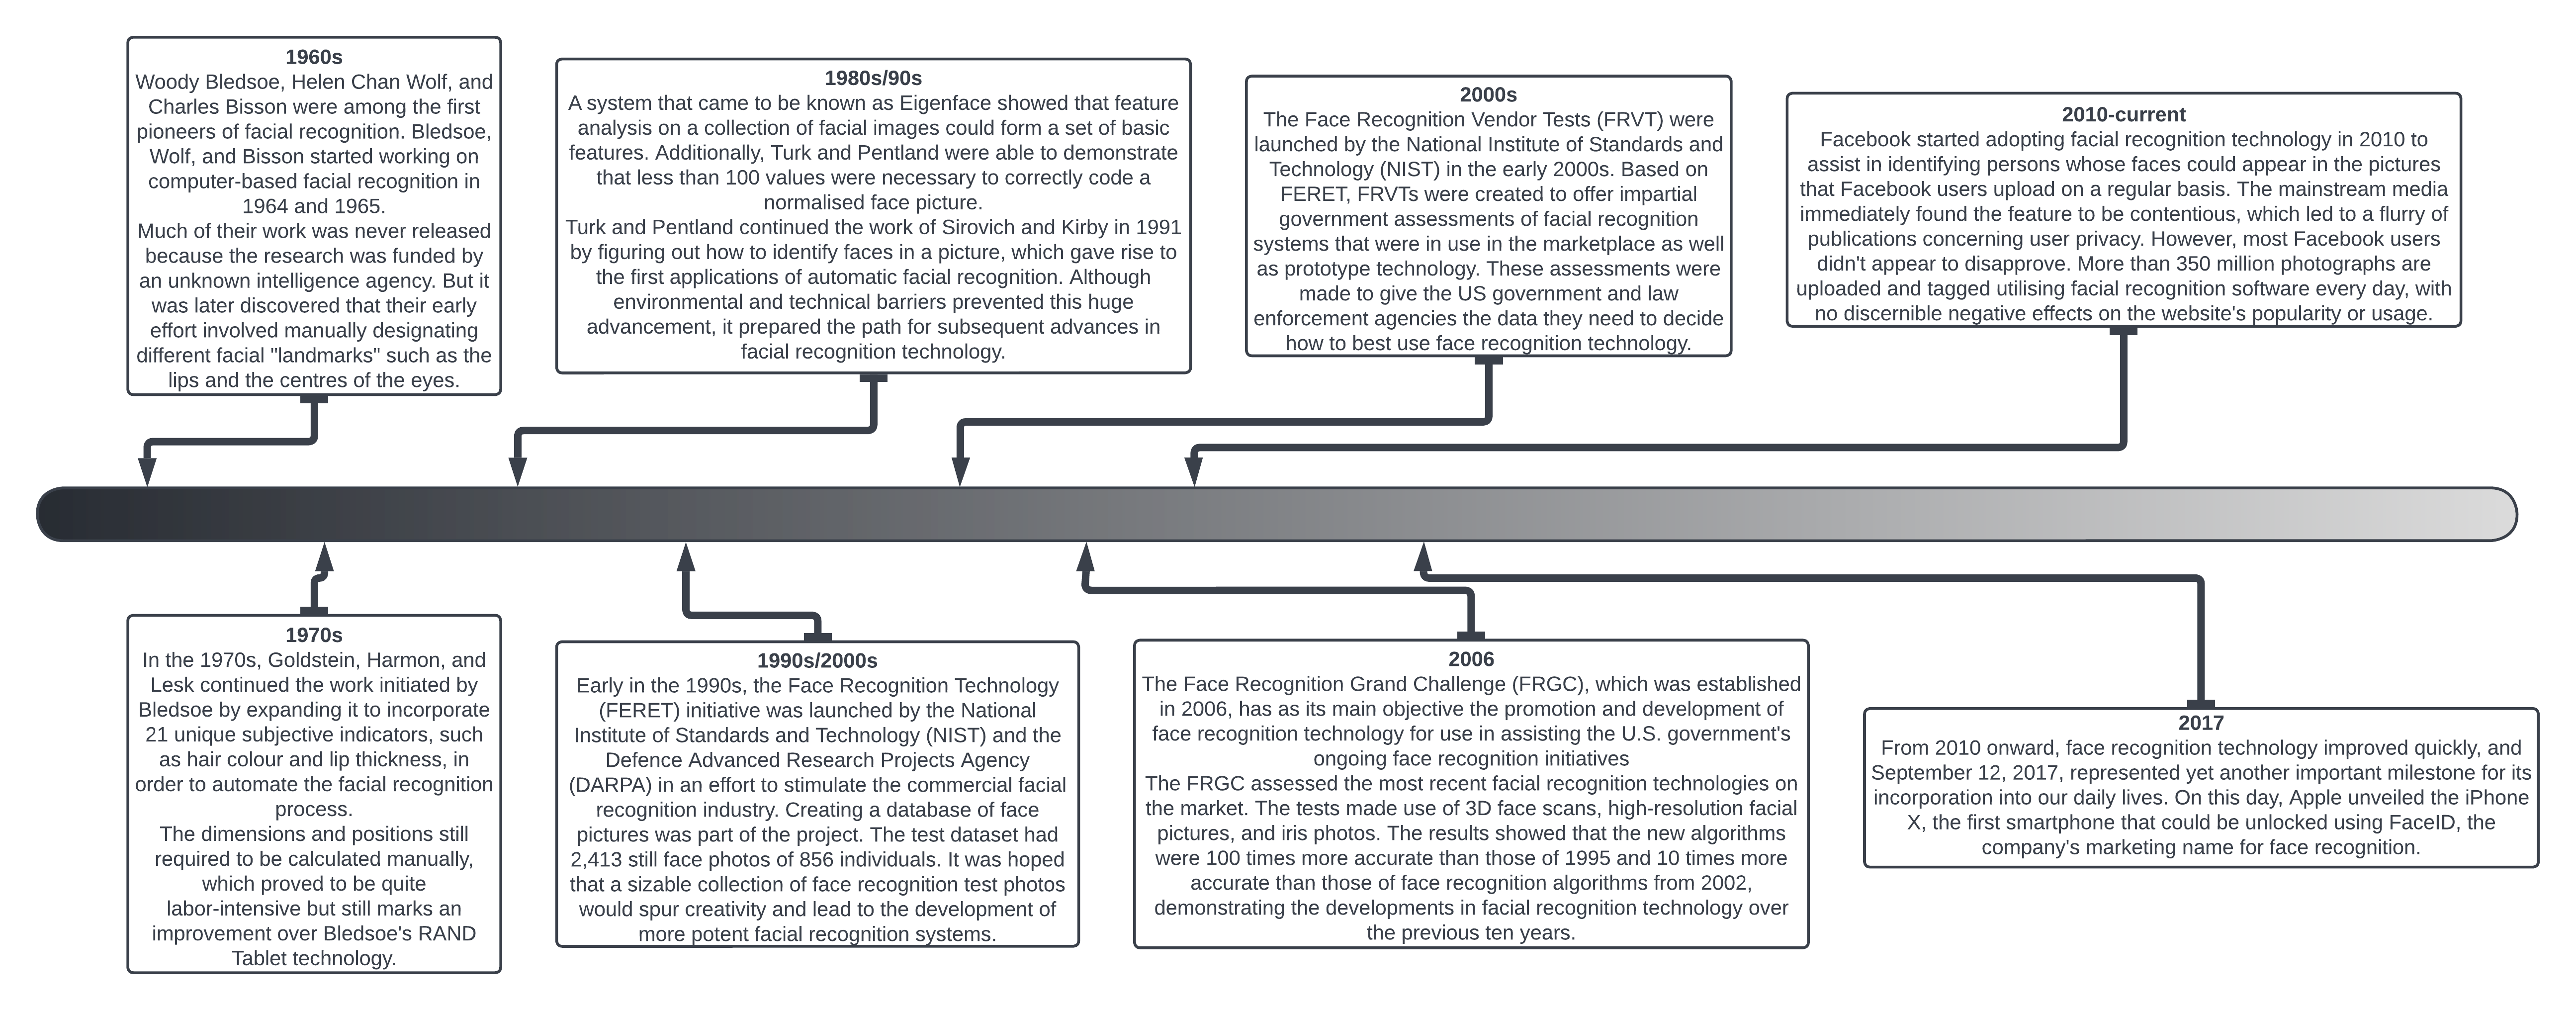 1960s
Woody Bledsoe, Helen Chan Wolf, and
Charles Bisson were among the first
pioneers of facial recognition. Bledsoe,
Wolf, and Bisson started working on
computer-based facial recognition in
1964 and 1965.
Much of their work was never released
because the research was funded by
an unknown intelligence agency. But it
was later discovered that their early
effort involved manually designating
different facial "landmarks" such as the
lips and the centres of the eyes.
1980s/90s
A system that came to be known as Eigenface showed that feature
analysis on a collection of facial images could form a set of basic
features. Additionally, Turk and Pentland were able to demonstrate
that less than 100 values were necessary to correctly code a
normalised face picture.
Turk and Pentland continued the work of Sirovich and Kirby in 1991
by figuring out how to identify faces in a picture, which gave rise to
the first applications of automatic facial recognition. Although
environmental and technical barriers prevented this huge
advancement, it prepared the path for subsequent advances in
facial recognition technology.
2000s
The Face Recognition Vendor Tests (FRVT) were
launched by the National Institute of Standards and
Technology (NIST) in the early 2000s. Based on
FERET, FRVTs were created to offer impartial
government assessments of facial recognition
systems that were in use in the marketplace as well
as prototype technology. These assessments were
made to give the US government and law
enforcement agencies the data they need to decide
how to best use face recognition technology.
2010-current
Facebook started adopting facial recognition technology in 2010 to
assist in identifying persons whose faces could appear in the pictures
that Facebook users upload on a regular basis. The mainstream media
immediately found the feature to be contentious, which led to a flurry of
publications concerning user privacy. However, most Facebook users
didn't appear to disapprove. More than 350 million photographs are
uploaded and tagged utilising facial recognition software every day, with
no discernible negative effects on the website's popularity or usage.
1970s
In the 1970s, Goldstein, Harmon, and
Lesk continued the work initiated by
Bledsoe by expanding it to incorporate
21 unique subjective indicators, such
as hair colour and lip thickness, in
order to automate the facial recognition
process.
The dimensions and positions still
required to be calculated manually,
which proved to be quite
labor-intensive but still marks an
improvement over Bledsoe's RAND
Tablet technology.
1990s/2000s
Early in the 1990s, the Face Recognition Technology
(FERET) initiative was launched by the National
Institute of Standards and Technology (NIST) and the
Defence Advanced Research Projects Agency
(DARPA) in an effort to stimulate the commercial facial
recognition industry. Creating a database of face
pictures was part of the project. The test dataset had
2,413 still face photos of 856 individuals. It was hoped
that a sizable collection of face recognition test photos
would spur creativity and lead to the development of
more potent facial recognition systems.
2006
The Face Recognition Grand Challenge (FRGC), which was established
in 2006, has as its main objective the promotion and development of
face recognition technology for use in assisting the U.S. government's
ongoing face recognition initiatives
The FRGC assessed the most recent facial recognition technologies on
the market. The tests made use of 3D face scans, high-resolution facial
pictures, and iris photos. The results showed that the new algorithms
were 100 times more accurate than those of 1995 and 10 times more
accurate than those of face recognition algorithms from 2002,
demonstrating the developments in facial recognition technology over
the previous ten years.
2017
From 2010 onward, face recognition technology improved quickly, and
September 12, 2017, represented yet another important milestone for its
incorporation into our daily lives. On this day, Apple unveiled the iPhone
X, the first smartphone that could be unlocked using FaceID, the
company's marketing name for face recognition.